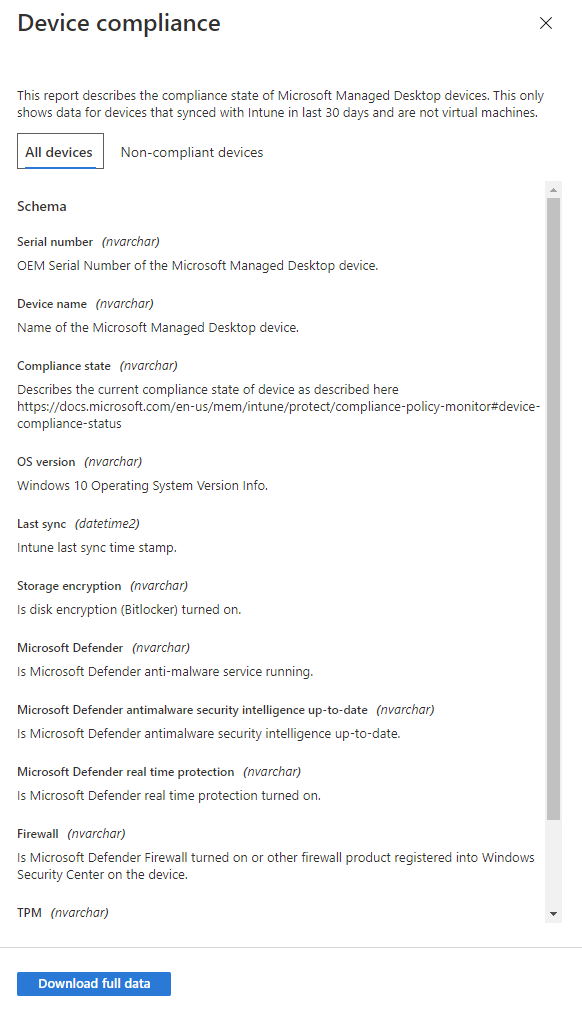 Device compliance
This report describes the compliance state of Microsoft Managed Desktop devices. This only
shows data for devices that synced with Intune in last 30 days and are not virtual machines.
All devices
Non-compliant devices
Schema
Serial number (nvarchar)
OEM Serial Number of the Microsoft Managed Desktop device.
Device name (nvarchar)
Name of the Microsoft Managed Desktop device.
Compliance state (nvarchar)
Describes the current compliance state of device as described here
https://docs.microsoft.com/en-us/mem/intune/protect/compliance-policy-monitor#device-
compliance-status
OS version (nvarchar)
Windows 10 Operating System Version Info.
Last sync (datetime2)
Intune last sync time stamp.
Storage encryption (nvarchar)
Is disk encryption (Bitlocker) turned on.
Microsoft Defender (nvarchar)
Is Microsoft Defender anti-malware service running.
Microsoft Defender antimalware security intelligence up-to-date (nvarchar)
Is Microsoft Defender antimalware security intelligence up-to-date.
Microsoft Defender real time protection (nvarchar)
Is Microsoft Defender real time protection turned on.
Firewall (nvarchar)
Is Microsoft Defender Firewall turned on or other firewall product registered into Windows
Security Center on the device.
TPM (nvarchar)
Download full data